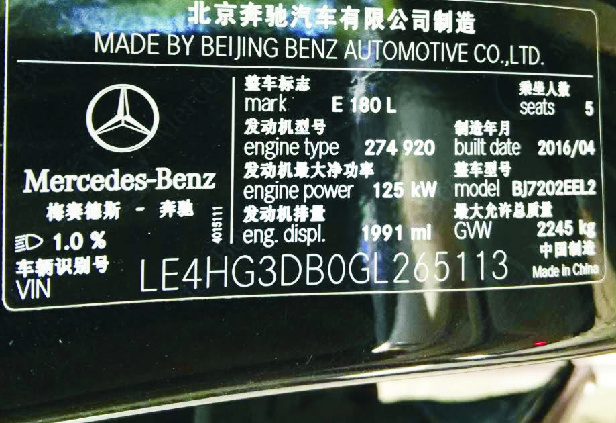 北京奔驰汽车有限公司制造
MADE BY BEIJING BENZ AUTOMOTIVE CO.,LTD.
整车标志 乘坐人数
mark E 180 L seats 5
发动机型号 制造年月
engine type 274 920 built date 2016/04
发动机最大净功率 整车型号
engine power 125 kW model BJ7202EEL2
发动机排量 最大允许总质量
eng. displ. 1991 ml GVW 2245 kg
Mercedes-Benz
梅赛德斯 - 奔驰
4015111
1.0 %
中国制造
Made in China
车辆识别号
VIN LE4HG3DB0GL265113